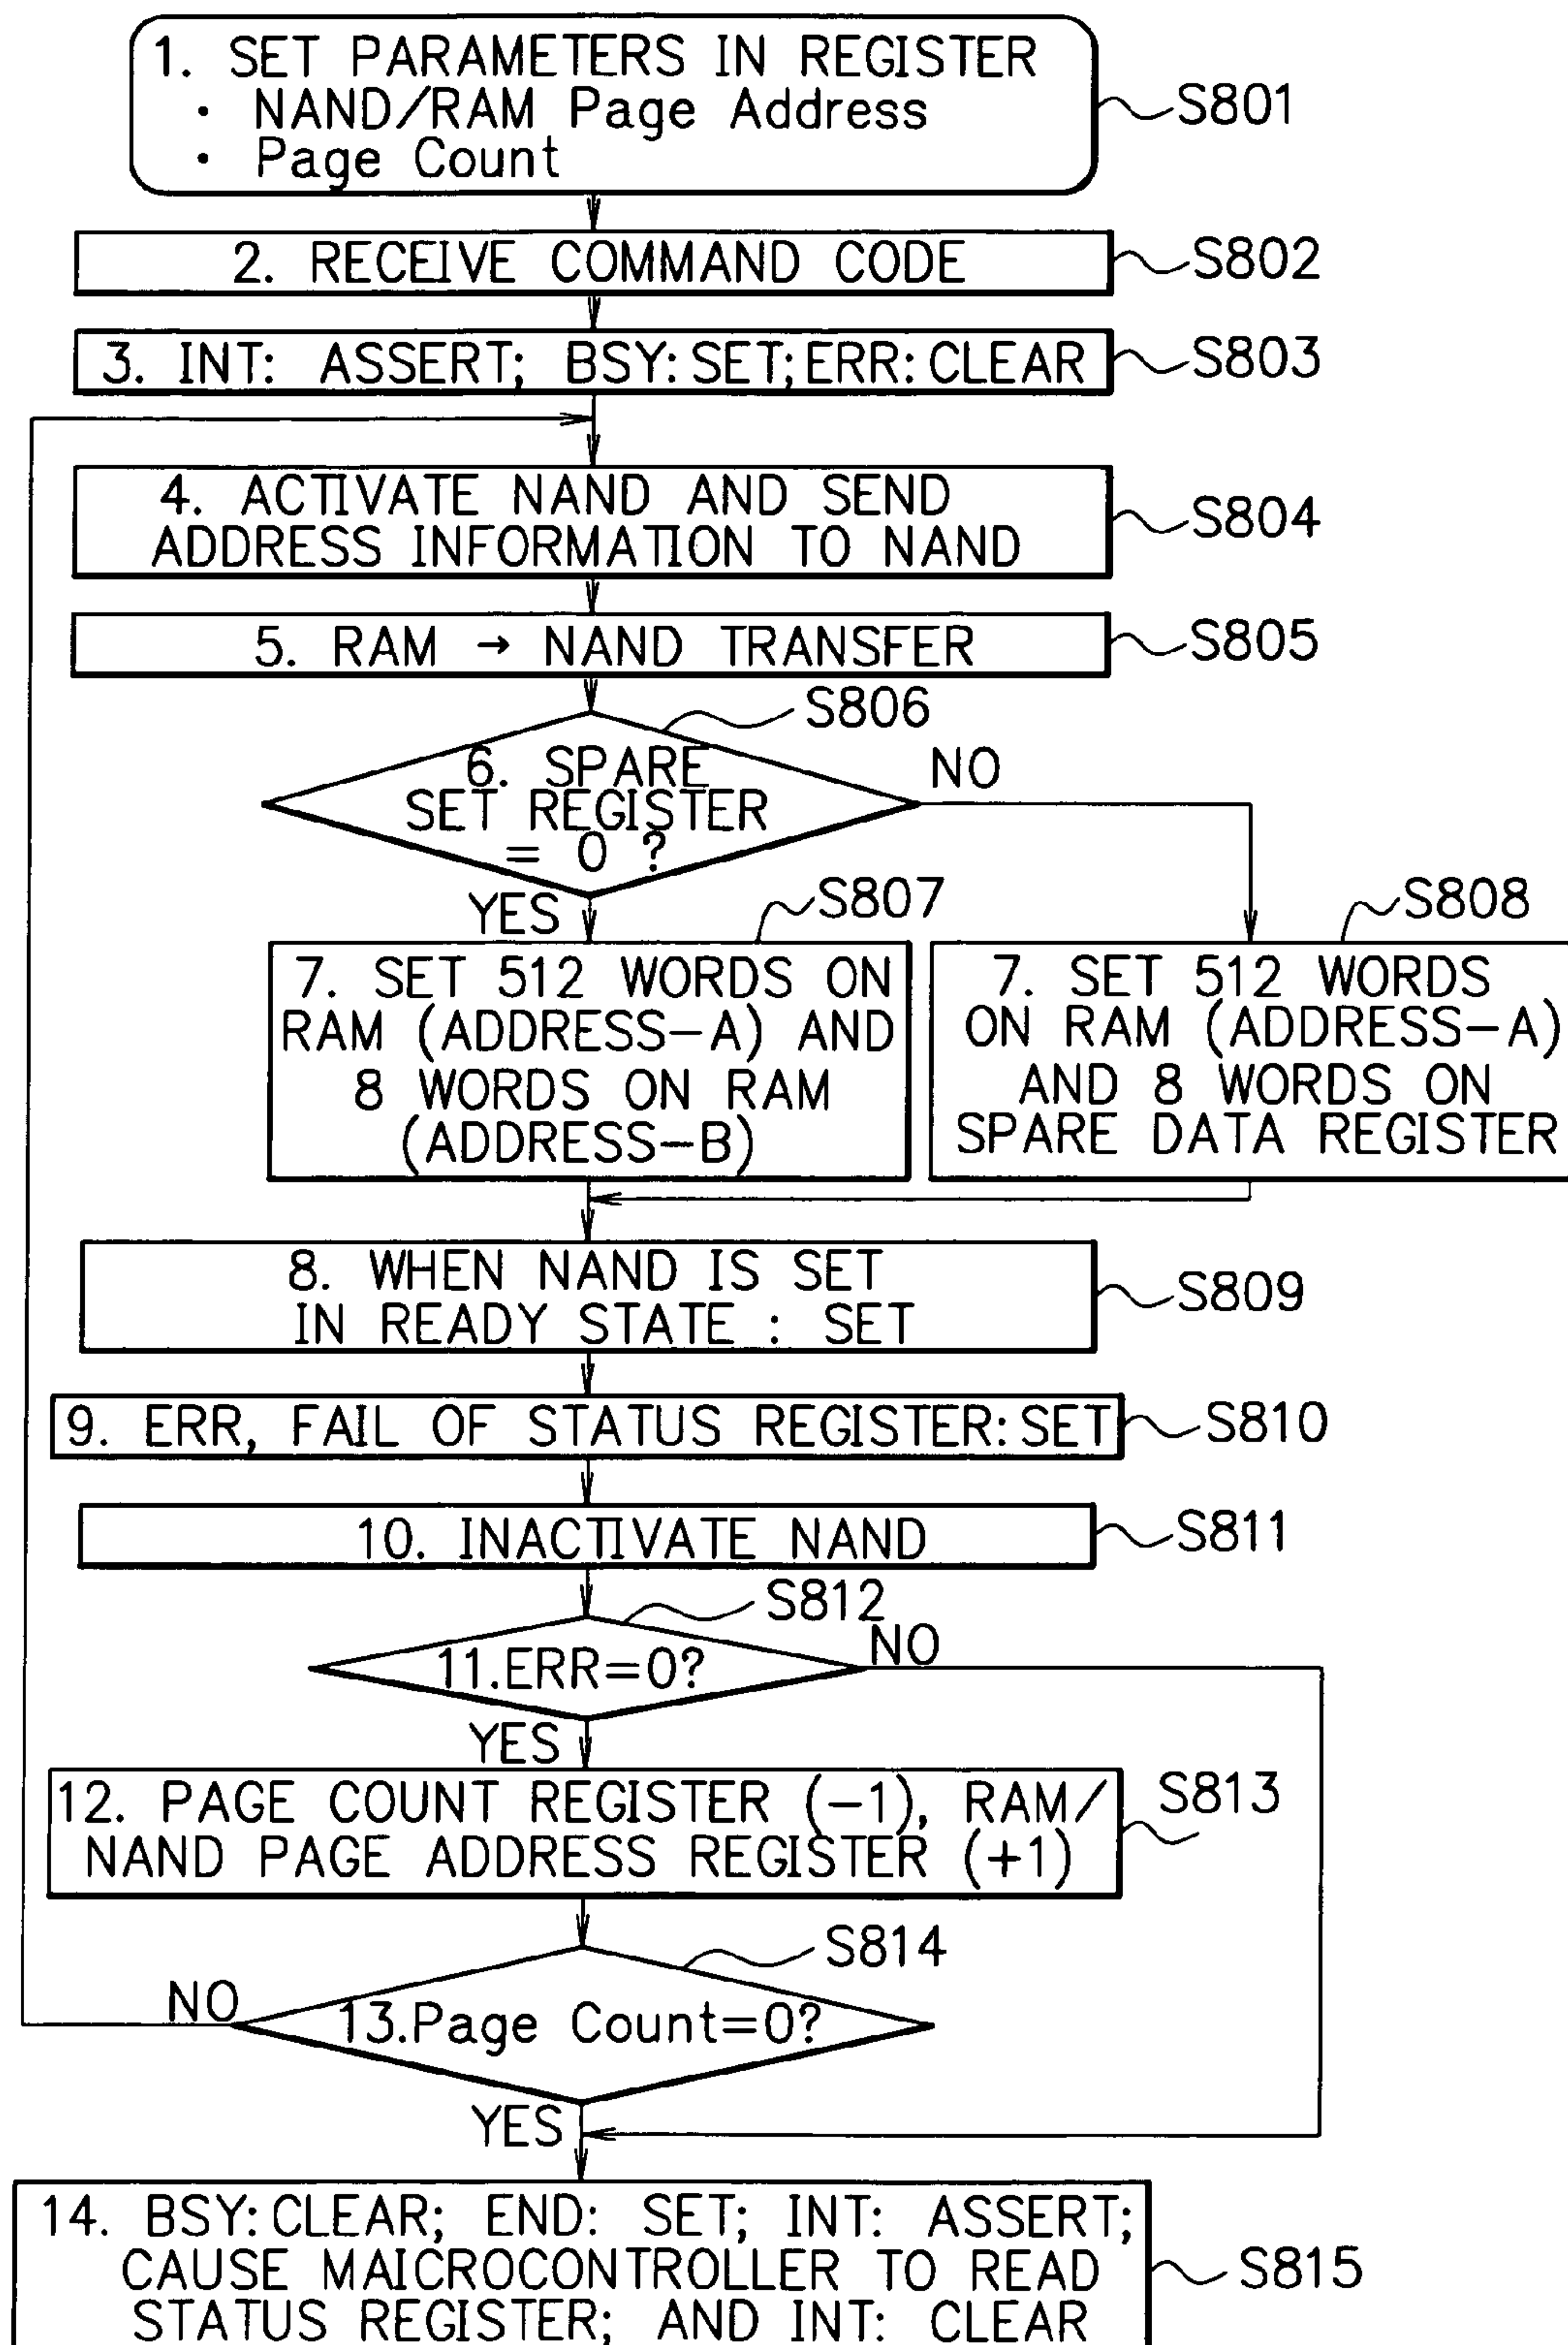 1. SET PARAMETERS IN REGISTER
・ NAND/RAM Page Address
・ Page Count
S801
2. RECEIVE COMMAND CODE
S802
3. INT: ASSERT; BSY:SET;ERR:CLEAR
S803
4. ACTIVATE NAND AND SEND
ADDRESS INFORMATION TO NAND
S804
5. RAM → NAND TRANSFER
S805
S806
6. SPARE
SET REGISTER
= 0 ?
NO
YES
S807
S808
7. SET 512 WORDS ON
RAM (ADDRESS-A) AND
8 WORDS ON RAM
(ADDRESS-B)
7. SET 512 WORDS
ON RAM (ADDRESS-A)
AND 8 WORDS ON
SPARE DATA REGISTER
8. WHEN NAND IS SET
IN READY STATE : SET
S809
9. ERR, FAIL OF STATUS REGISTER:SET
S810
10. INACTIVATE NAND
S811
S812
11.ERR=0?
NO
YES
12. PAGE COUNT REGISTER (-1), RAM/
NAND PAGE ADDRESS REGISTER (+1)
S813
S814
NO
13.Page Count=0?
YES
14. BSY:CLEAR; END: SET; INT: ASSERT;
CAUSE MAICROCONTROLLER TO READ
STATUS REGISTER; AND INT: CLEAR
S815